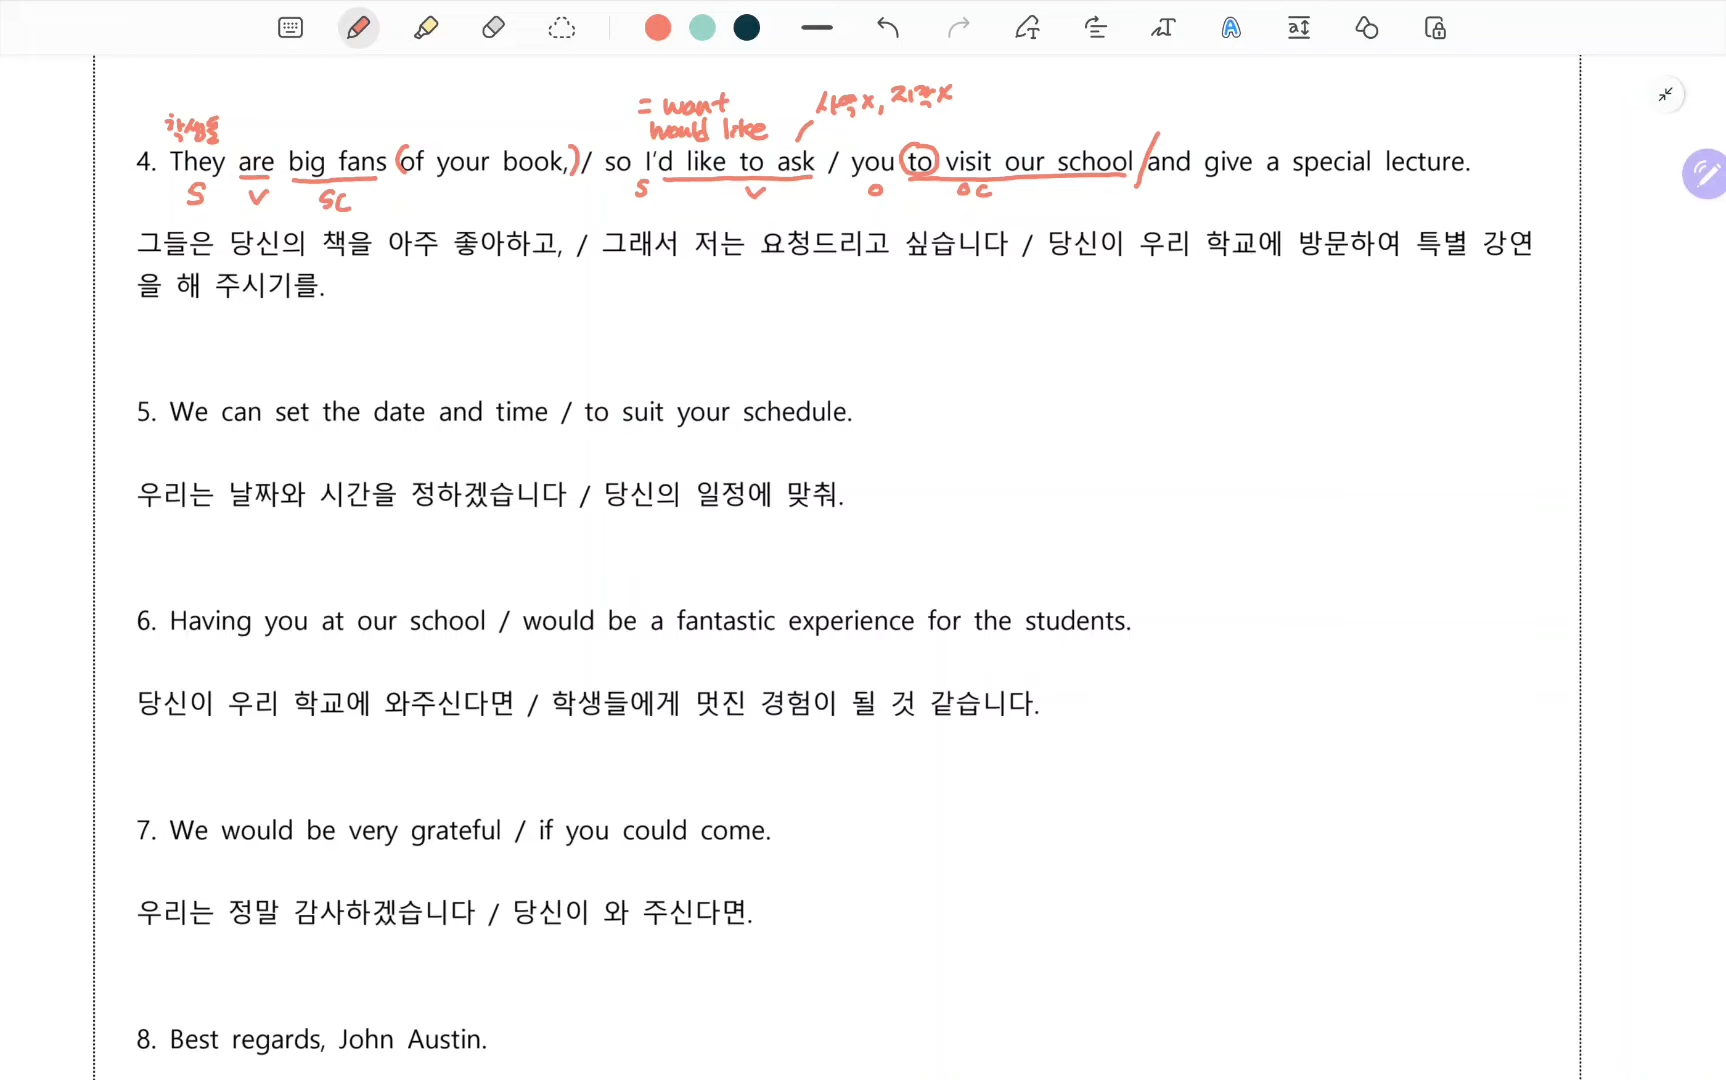 = want
사역x, 지각x
학생들
would like
4. They are big fans (of your book,) / so I'd like to ask / you to visit our school / and give a special lecture.
S V SC S V O OC
그들은 당신의 책을 아주 좋아하고, / 그래서 저는 요청드리고 싶습니다 / 당신이 우리 학교에 방문하여 특별 강연
을 해 주시기를.
5. We can set the date and time / to suit your schedule.
우리는 날짜와 시간을 정하겠습니다 / 당신의 일정에 맞춰.
6. Having you at our school / would be a fantastic experience for the students.
당신이 우리 학교에 와주신다면 / 학생들에게 멋진 경험이 될 것 같습니다.
7. We would be very grateful / if you could come.
우리는 정말 감사하겠습니다 / 당신이 와 주신다면.
8. Best regards, John Austin.